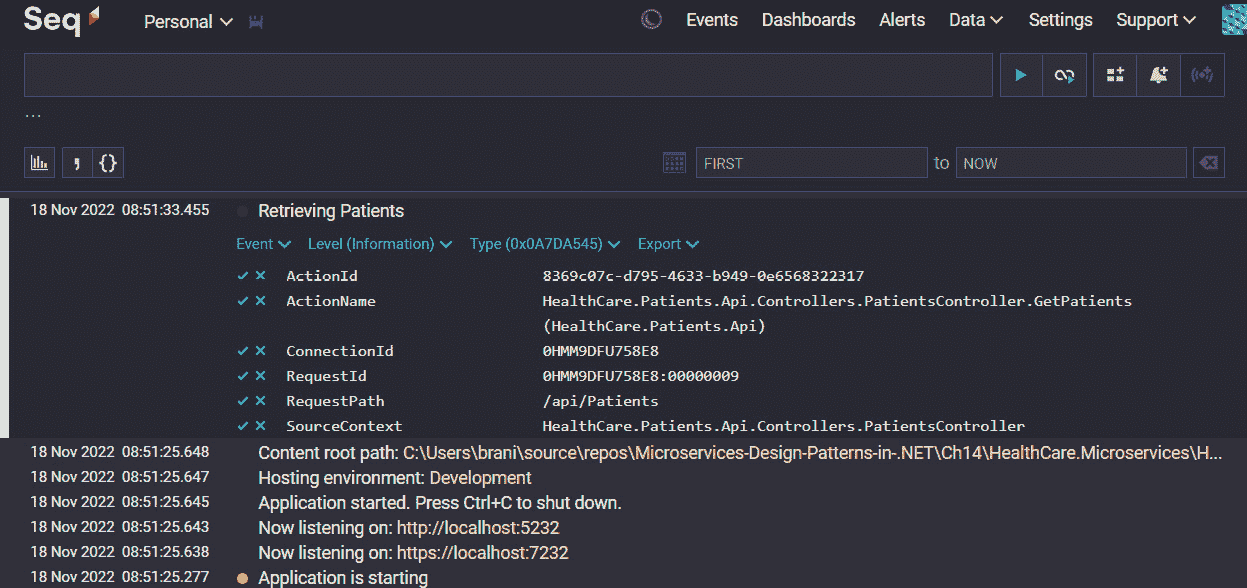 Seq Personal Events Dashboards Alerts Data Settings Support
...
, {} FIRST to NOW
18 Nov 2022 08:51:33.455 Retrieving Patients
Event Level (Information) Type (0x0A7DA545) Export
ActionId 8369c07c-d795-4633-b949-0e6568322317
ActionName HealthCare.Patients.Api.Controllers.PatientsController.GetPatients
(HealthCare.Patients.Api)
ConnectionId 0HMM9DFU758E8
RequestId 0HMM9DFU758E8:00000009
RequestPath /api/Patients
SourceContext HealthCare.Patients.Api.Controllers.PatientsController
18 Nov 2022 08:51:25.648 Content root path: C:\Users\brani\source\repos\Microservices-Design-Patterns-in-.NET\Ch14\HealthCare.Microservices\H...
18 Nov 2022 08:51:25.647 Hosting environment: Development
18 Nov 2022 08:51:25.645 Application started. Press Ctrl+C to shut down.
18 Nov 2022 08:51:25.643 Now listening on: http://localhost:5232
18 Nov 2022 08:51:25.638 Now listening on: https://localhost:7232
18 Nov 2022 08:51:25.277 Application is starting